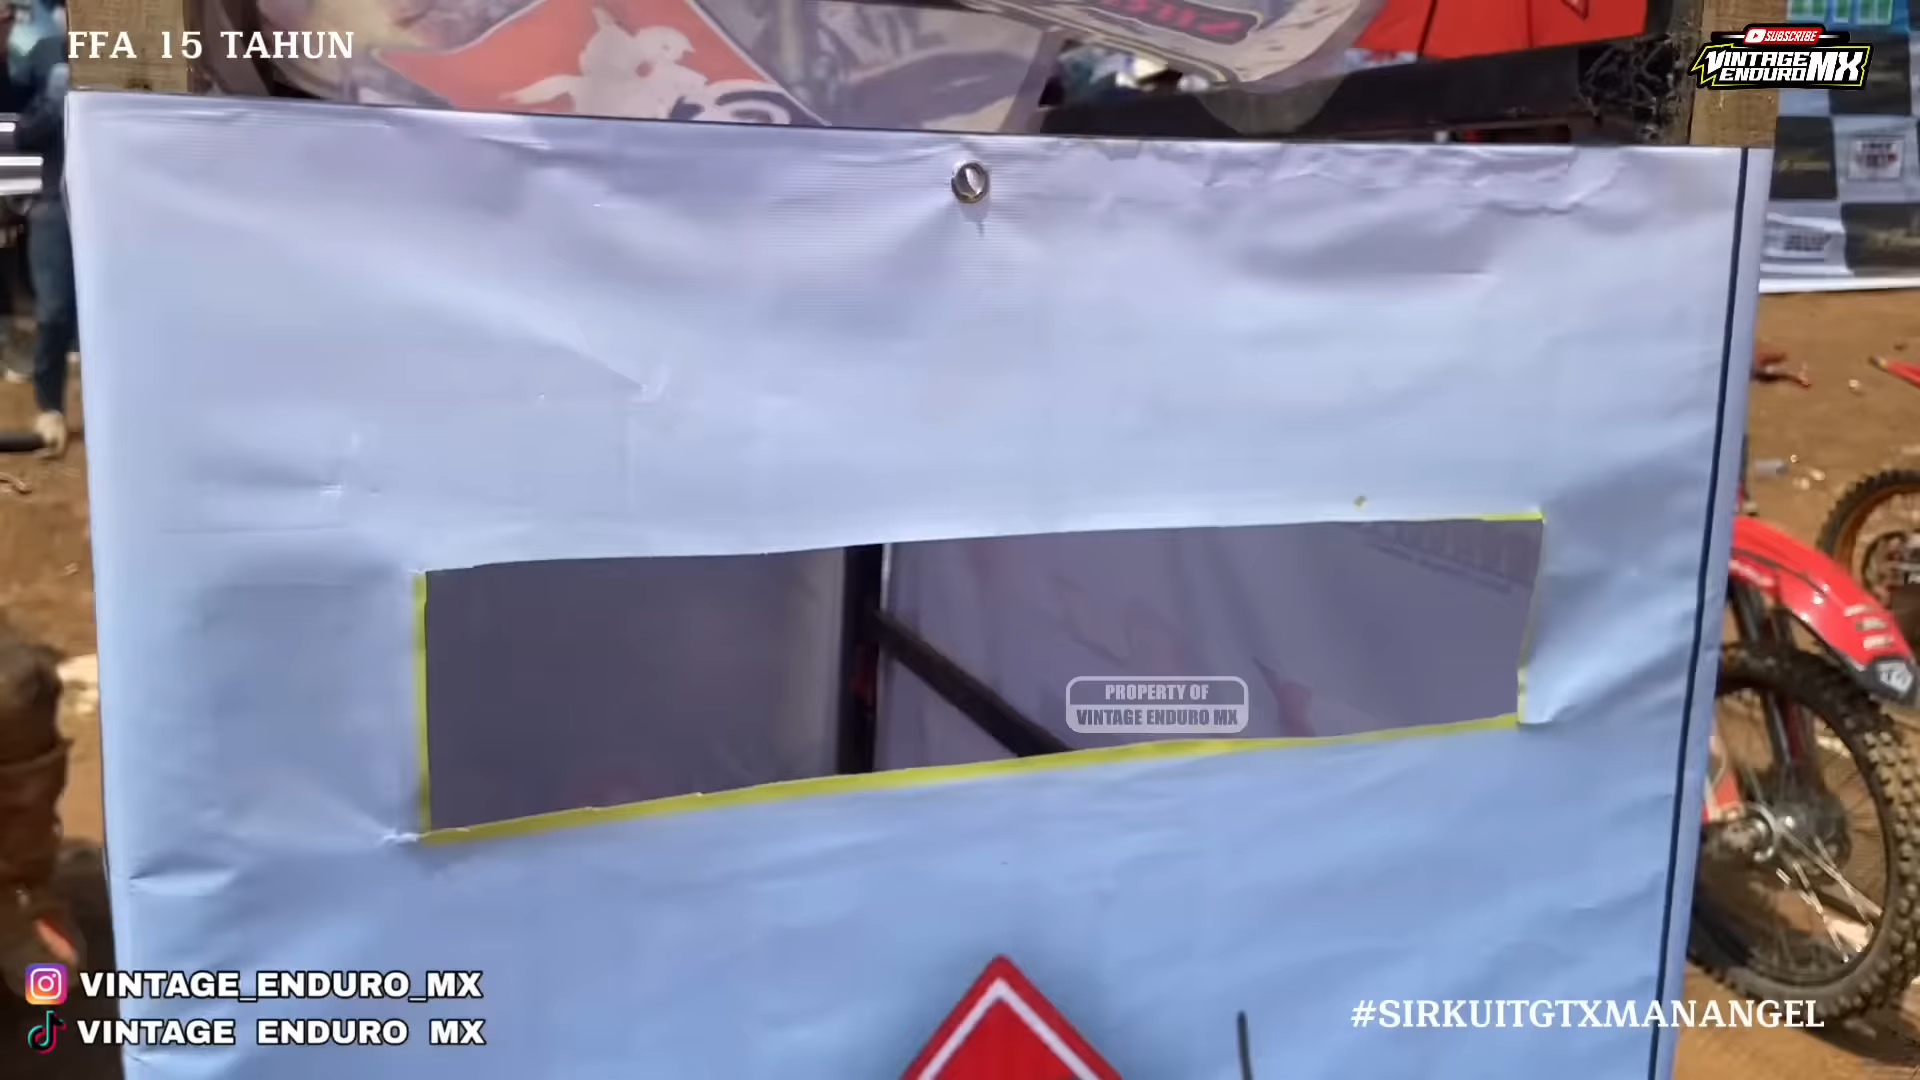 FFA 15 TAHUN
SUBSCRIBE
VINTAGE
ENDURO MX
PROPERTY OF
VINTAGE ENDURO MX
VINTAGE_ENDURO_MX
VINTAGE ENDURO MX
#SIRKUITGTXMANANGEL